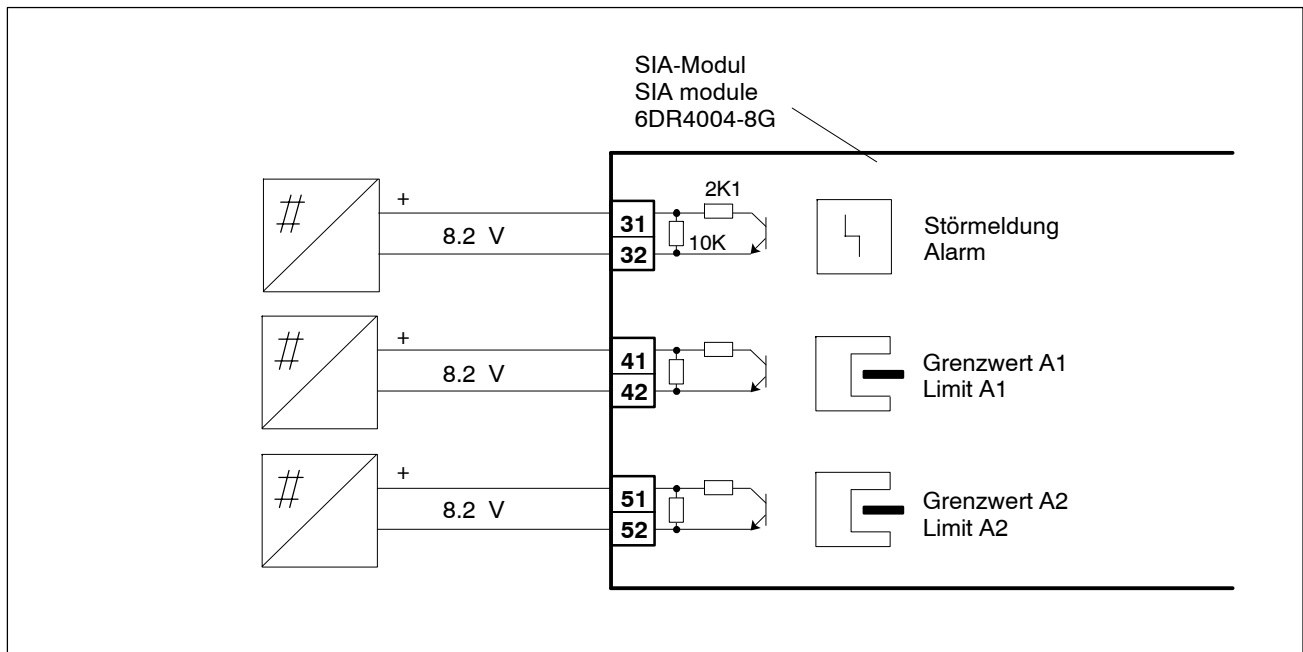 SIA-Modul
SIA module
6DR4004-8G
#
+
8.2 V
31
32
2K1
10K
Störmeldung
Alarm
#
+
8.2 V
41
42
Grenzwert A1
Limit A1
#
+
8.2 V
51
52
Grenzwert A2
Limit A2